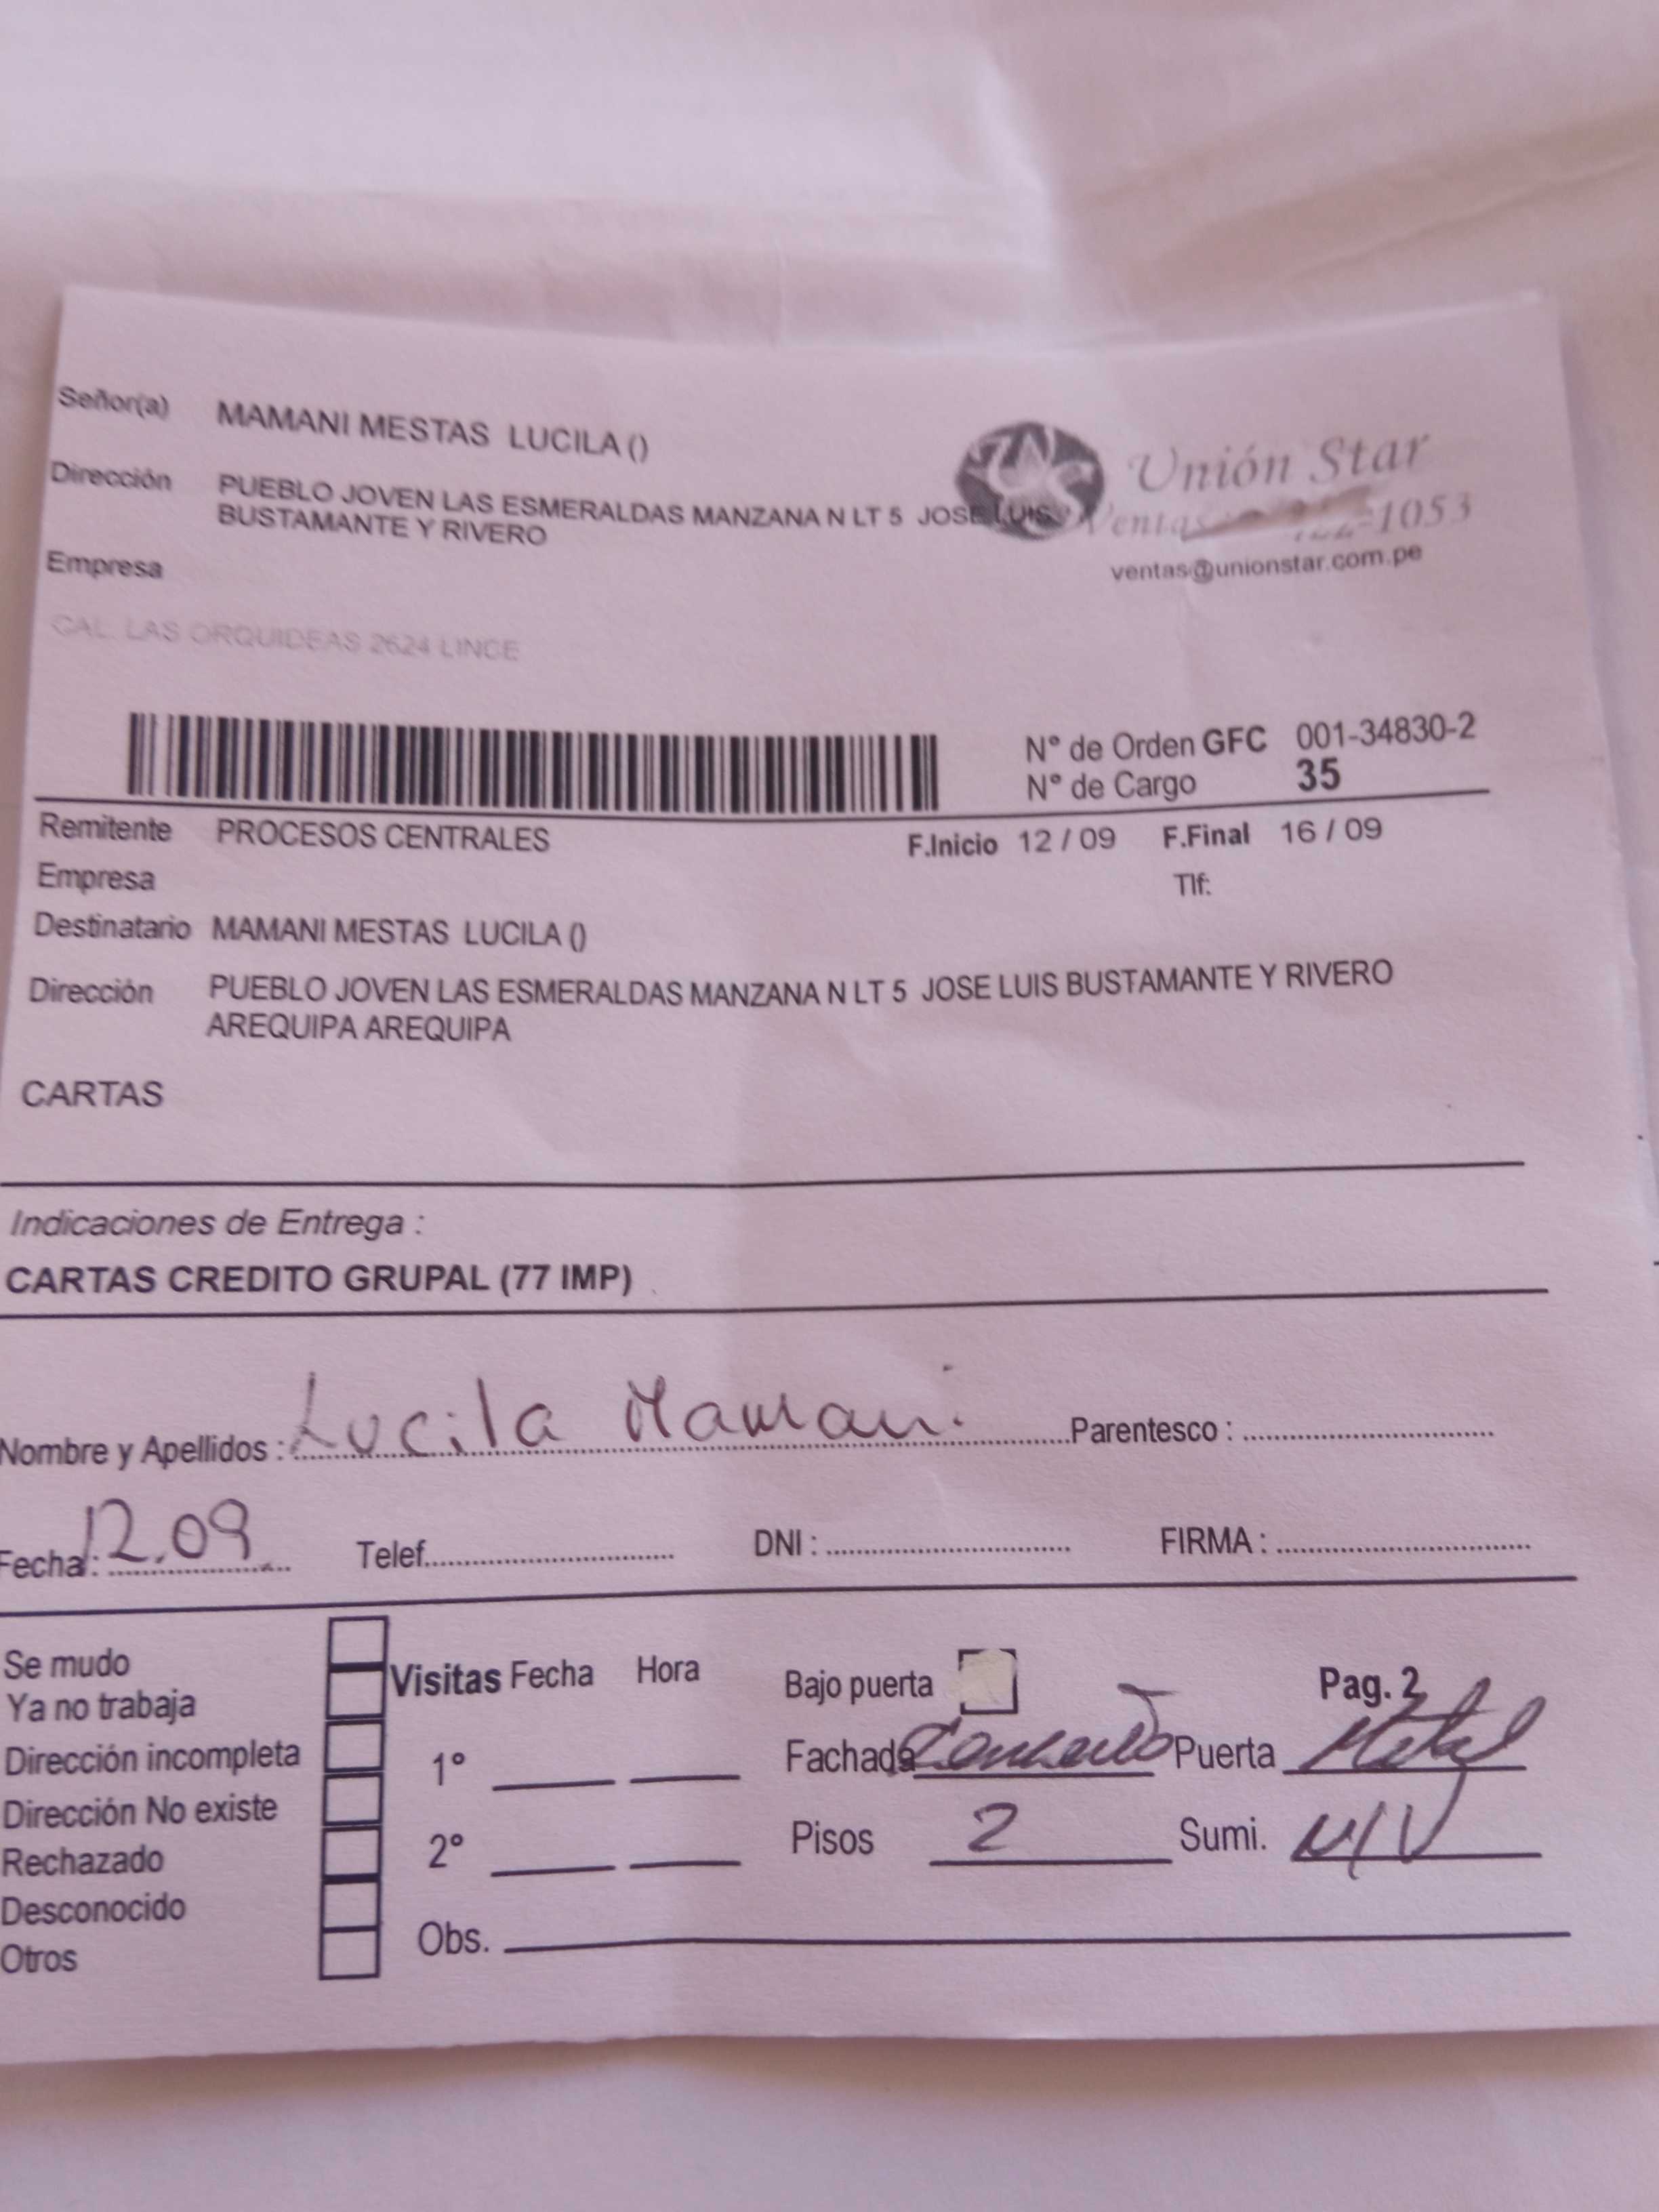 Señor(a) MAMANI MESTAS LUCILA ()
Unión Star
Dirección PUEBLO JOVEN LAS ESMERALDAS MANZANA N LT 5 JOSE LUIS
BUSTAMANTE Y RIVERO
Ventas 422-1053
ventas@unionstar.com.pe
Empresa
CAL. LAS ORQUIDEAS 2624 LINCE
N° de Orden GFC 001-34830-2
N° de Cargo 35
Remitente PROCESOS CENTRALES F.Inicio 12 / 09 F.Final 16 / 09
Empresa Tlf:
Destinatario MAMANI MESTAS LUCILA ()
Dirección PUEBLO JOVEN LAS ESMERALDAS MANZANA N LT 5 JOSE LUIS BUSTAMANTE Y RIVERO
AREQUIPA AREQUIPA
CARTAS
Indicaciones de Entrega :
CARTAS CREDITO GRUPAL (77 IMP)
Nombre y Apellidos : Lucila Mamani Parentesco :
Fecha : 12.09 Telef. DNI : FIRMA :
Se mudo
Ya no trabaja
Dirección incompleta
Dirección No existe
Rechazado
Desconocido
Otros
Visitas Fecha Hora
1°
2°
Obs.
Bajo puerta Pag. 2
Fachada Puerta Metal
Pisos 2 Sumi. N/V